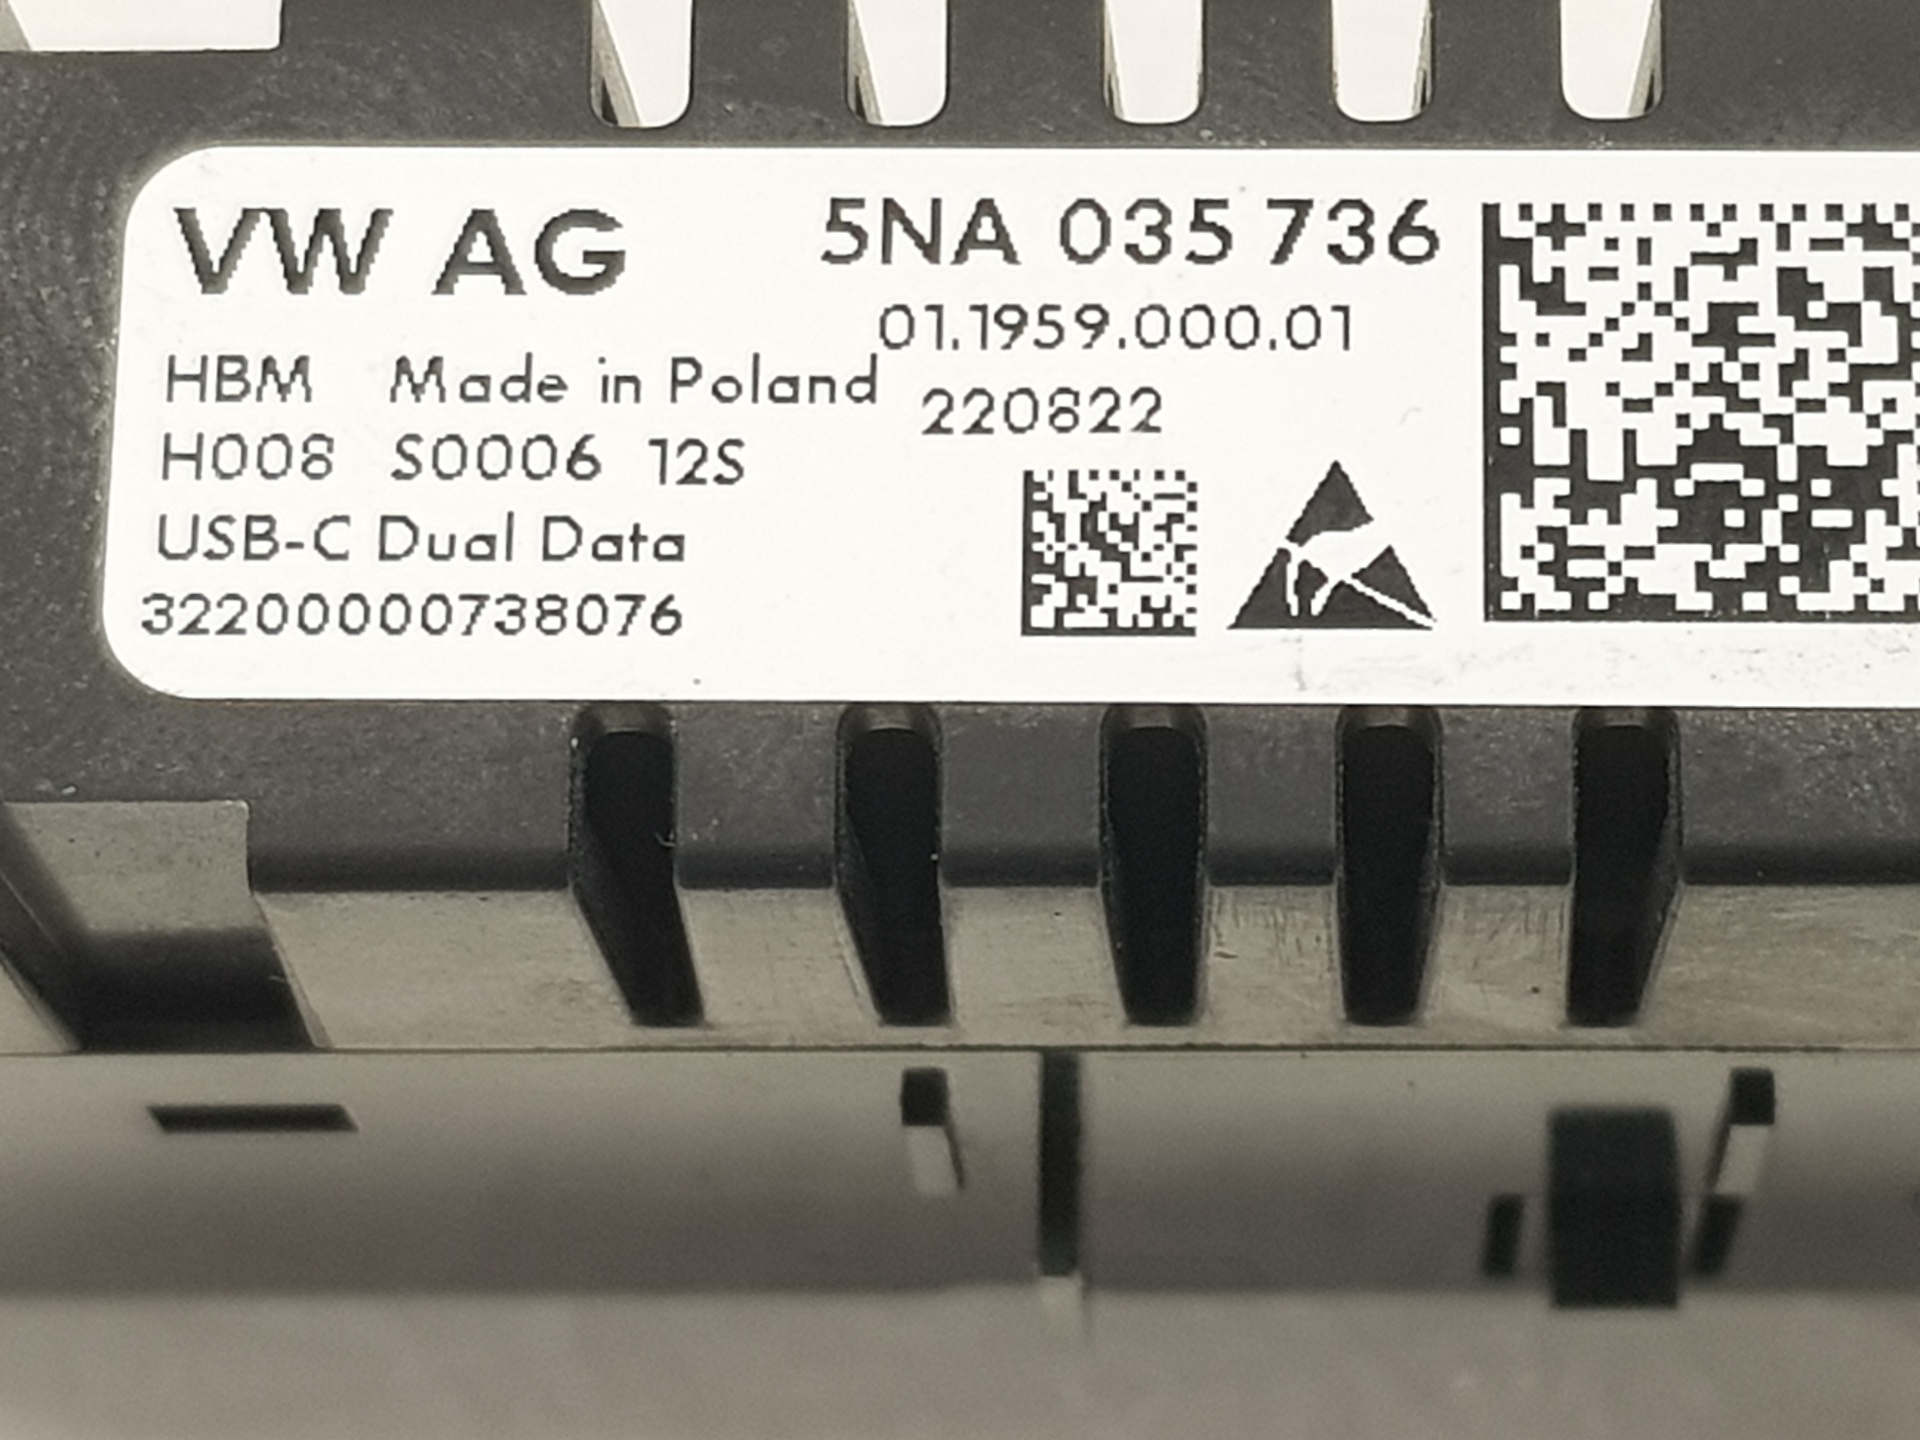 VW AG 5NA 035 736
01.1959.000.01
HBM Made in Poland 220822
H008 S0006 12S
USB-C Dual Data
32200000738076